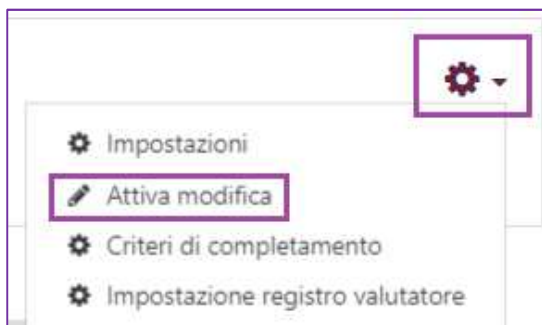 Impostazioni
Attiva modifica
Criteri di completamento
Impostazione registro valutatore